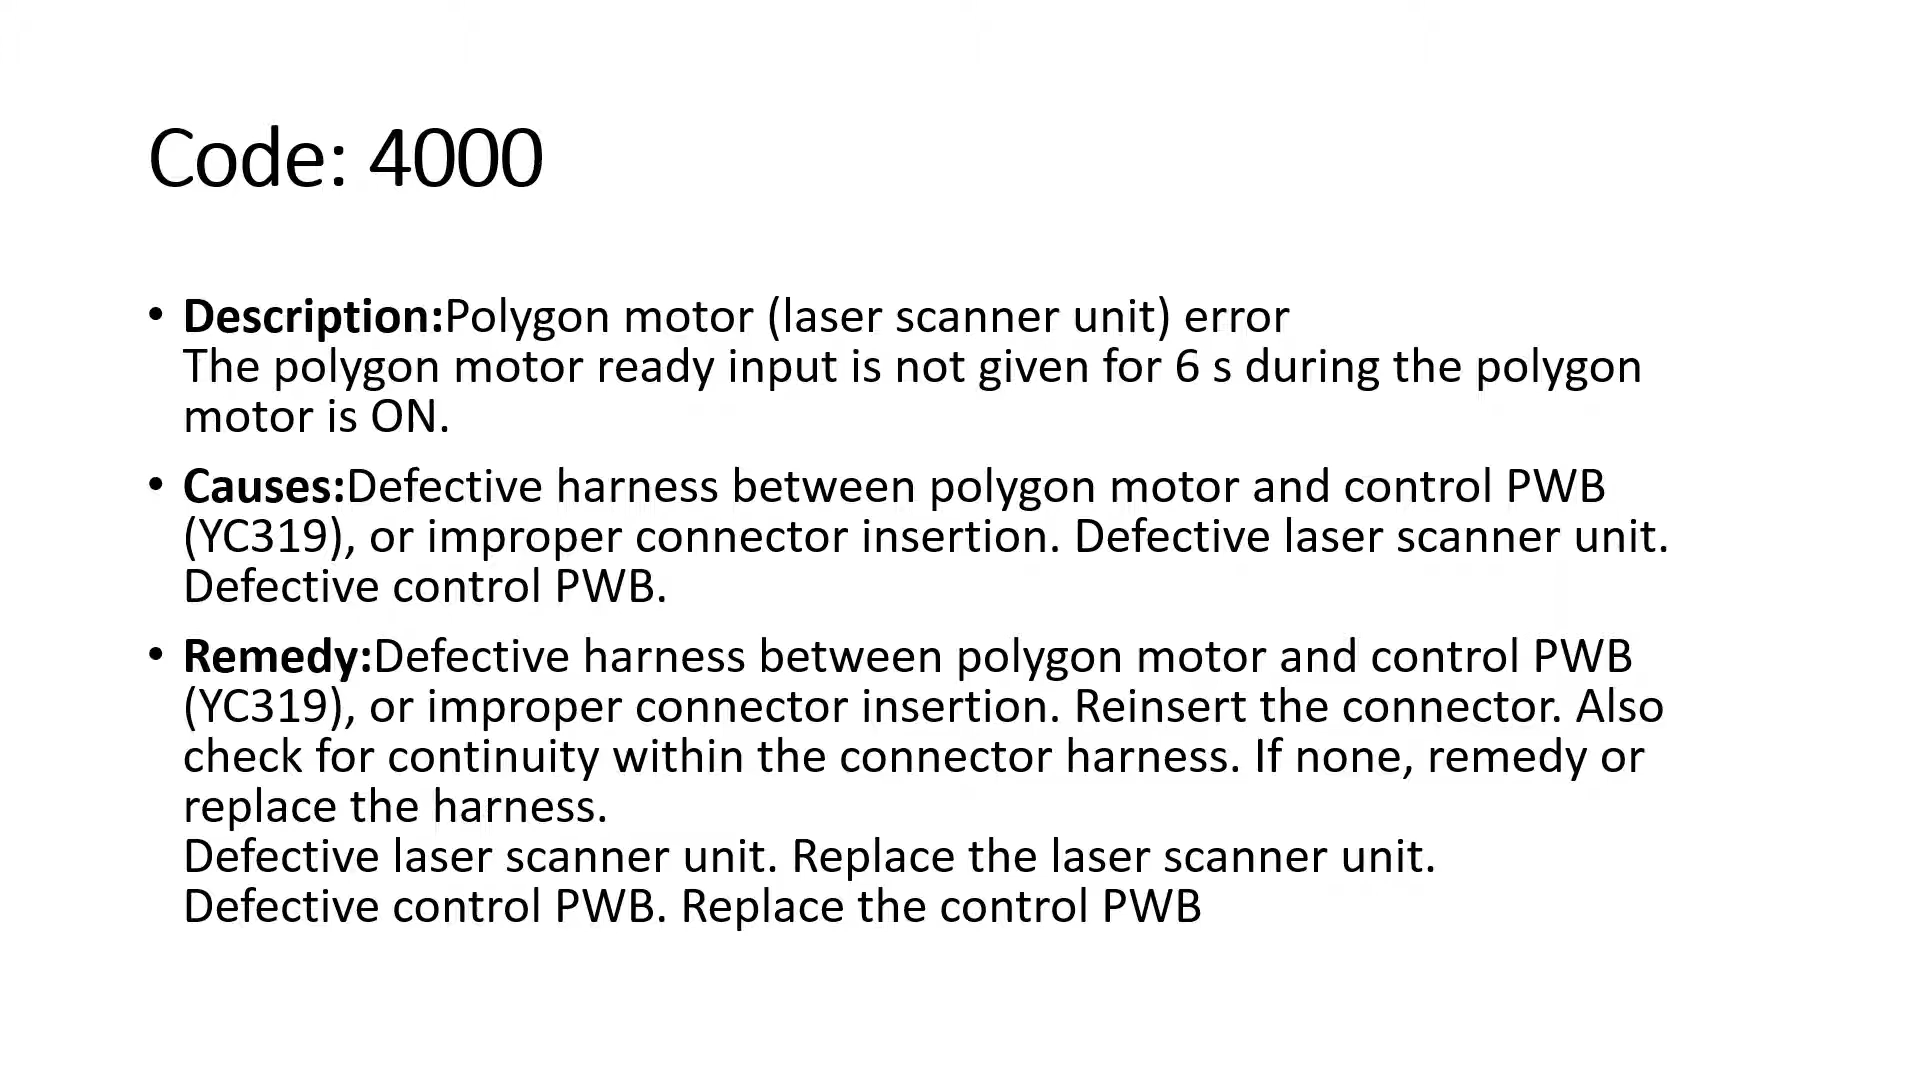 Code: 4000
• Description:Polygon motor (laser scanner unit) error
The polygon motor ready input is not given for 6 s during the polygon
motor is ON.
• Causes:Defective harness between polygon motor and control PWB
(YC319), or improper connector insertion. Defective laser scanner unit.
Defective control PWB.
• Remedy:Defective harness between polygon motor and control PWB
(YC319), or improper connector insertion. Reinsert the connector. Also
check for continuity within the connector harness. If none, remedy or
replace the harness.
Defective laser scanner unit. Replace the laser scanner unit.
Defective control PWB. Replace the control PWB